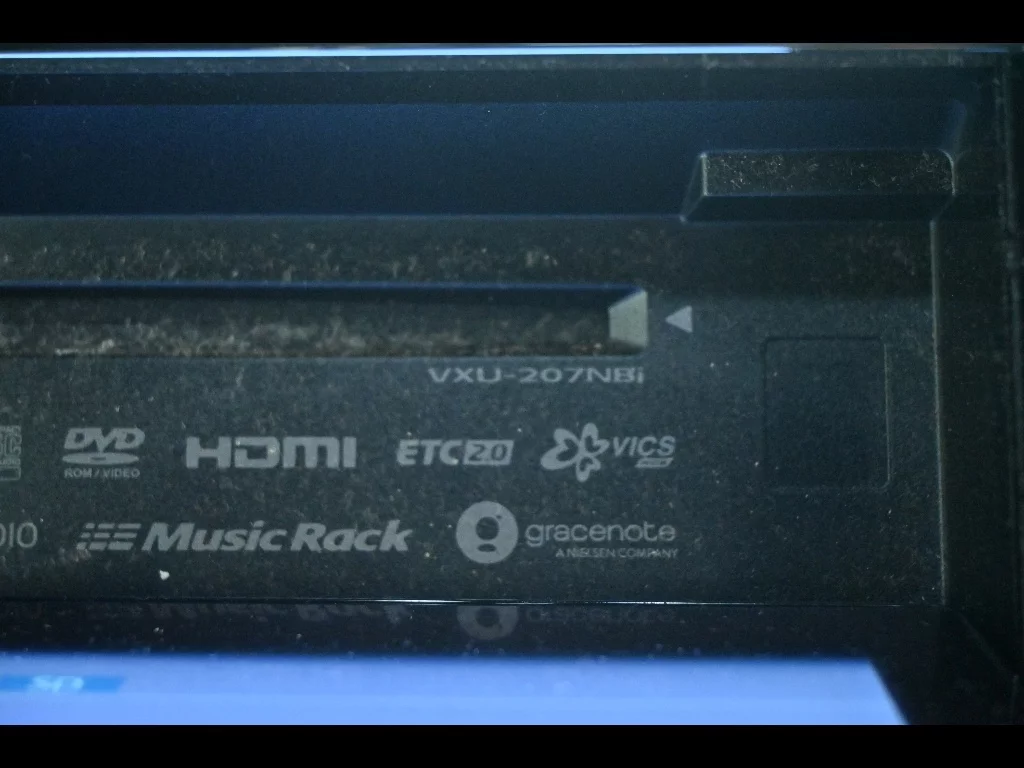 VXU-207NBi
DVD HDMI ETC2.0 VICS
ROM / VIDEO
Music Rack gracenote
A NIELSEN COMPANY